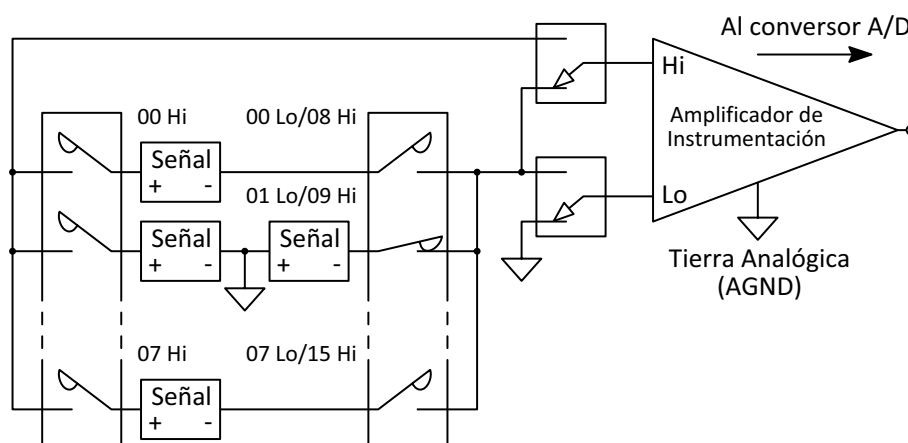 Al conversor A/D
Hi
Amplificador de
Instrumentación
Lo
Tierra Analógica
(AGND)
00 Hi
00 Lo/08 Hi
Señal
+ -
01 Lo/09 Hi
Señal
+ -
Señal
+ -
07 Hi
07 Lo/15 Hi
Señal
+ -